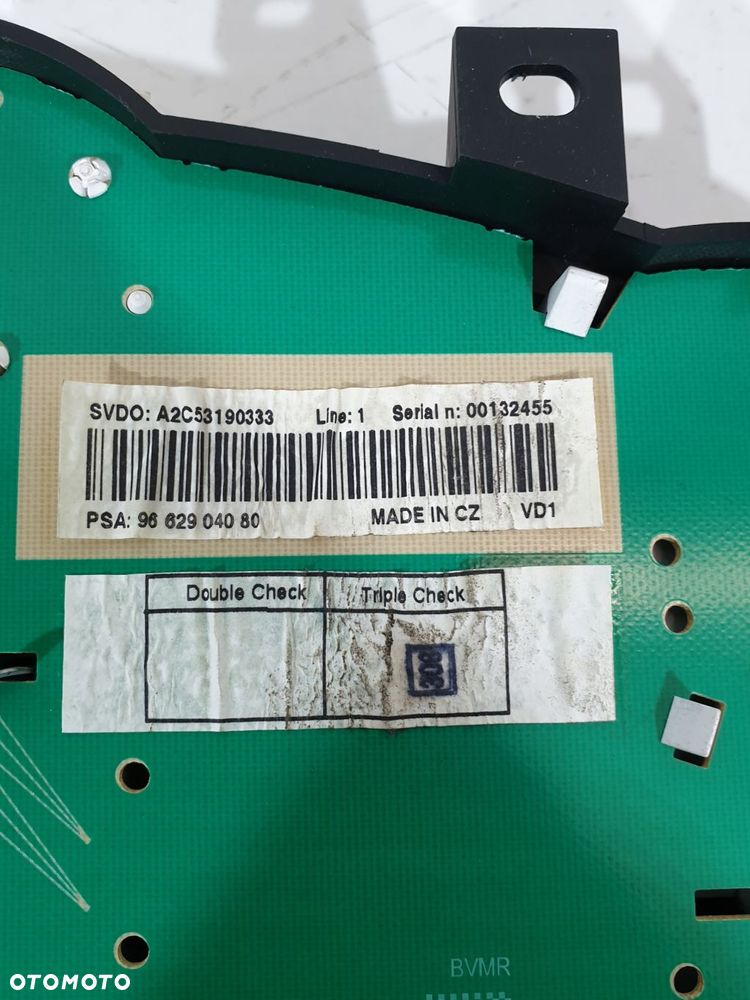 SVDO: A2C53190333 Line: 1 Serial n: 00132455
PSA: 96 629 040 80 MADE IN CZ VD1
Double Check Triple Check
BVMR
OTOMOTO